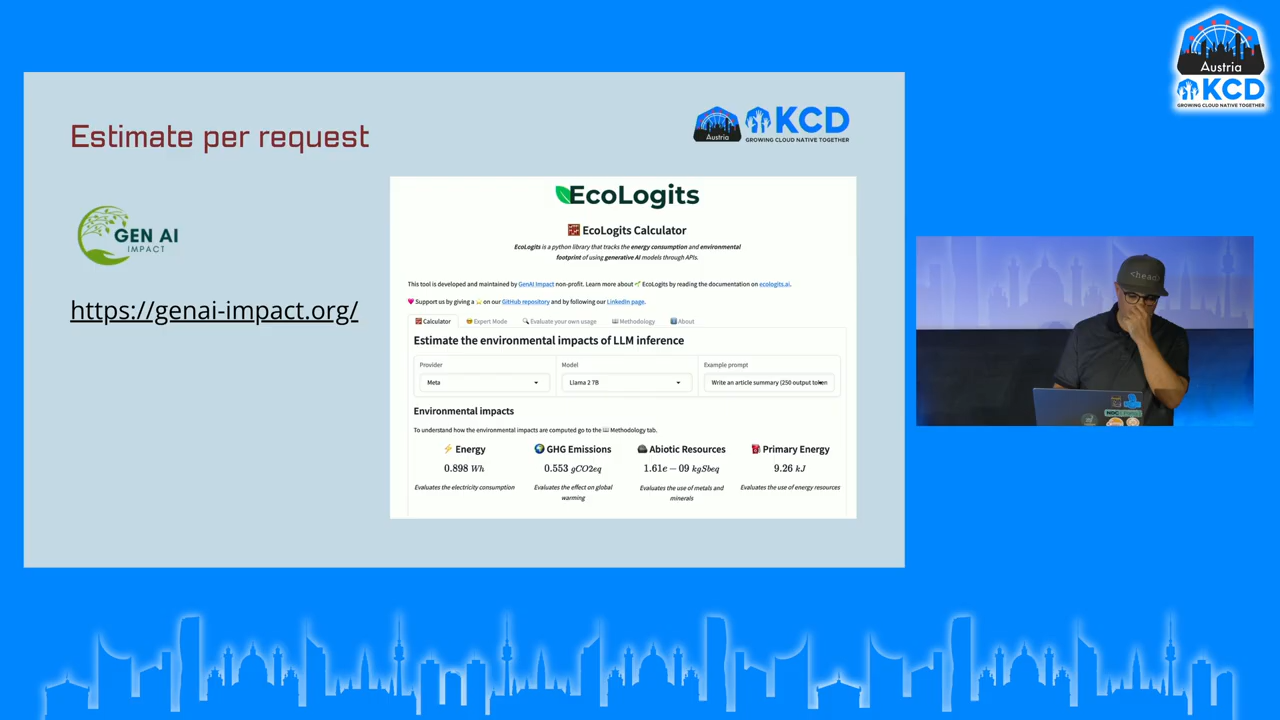 Austria
KCD
GROWING CLOUD NATIVE TOGETHER
Estimate per request
Austria
KCD
GROWING CLOUD NATIVE TOGETHER
GEN AI
IMPACT
https://genai-impact.org/
EcoLogits
EcoLogits Calculator
EcoLogits is a python library that tracks the energy consumption and environmental
footprint of using generative AI models through APIs.
This tool is developed and maintained by GenAI Impact non-profit. Learn more about EcoLogits by reading the documentation on ecologits.ai.
Support us by giving a ⭐ on our GitHub repository and by following our LinkedIn page.
Calculator Expert Mode Evaluate your own usage Methodology About
Estimate the environmental impacts of LLM inference
Provider Model Example prompt
Meta Llama 2 7B Write an article summary (250 output token
Environmental impacts
To understand how the environmental impacts are computed go to the Methodology tab.
Energy GHG Emissions Abiotic Resources Primary Energy
0.898 Wh 0.553 gCO2eq 1.61e − 09 kgSbeq 9.26 kJ
Evaluates the electricity consumption Evaluates the effect on global warming Evaluates the use of metals and minerals Evaluates the use of energy resources
<head>